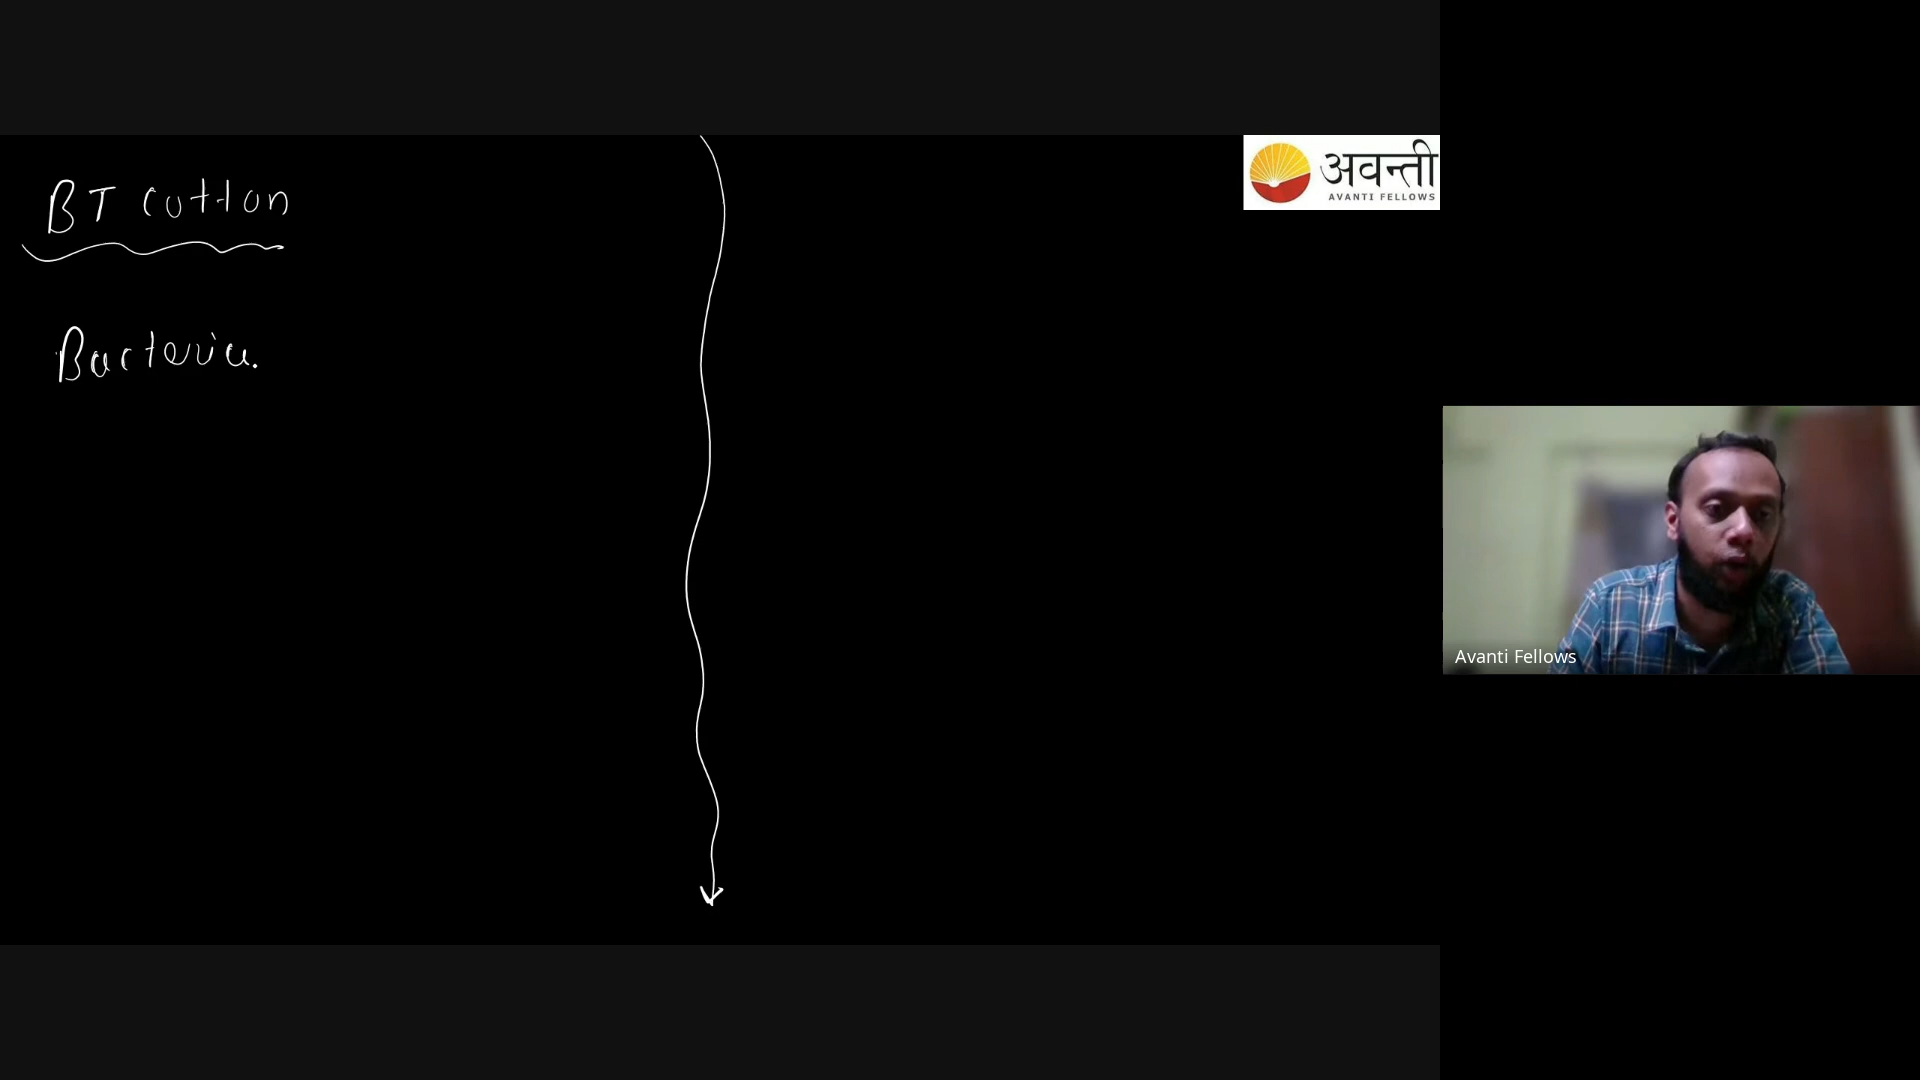 BT cotton
Bacteria.
अवन्ती
AVANTI FELLOWS
Avanti Fellows